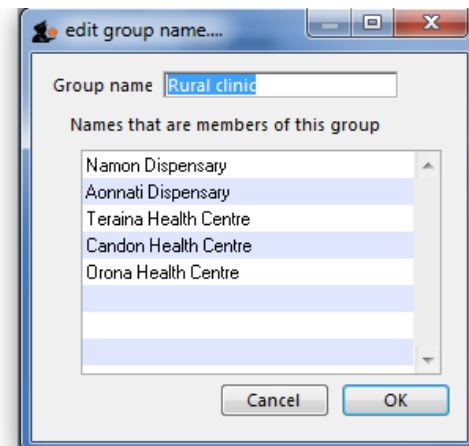 edit group name....
Group name Rural clinic
Names that are members of this group
Namon Dispensary
Aonnati Dispensary
Teraina Health Centre
Candon Health Centre
Orona Health Centre
Cancel OK